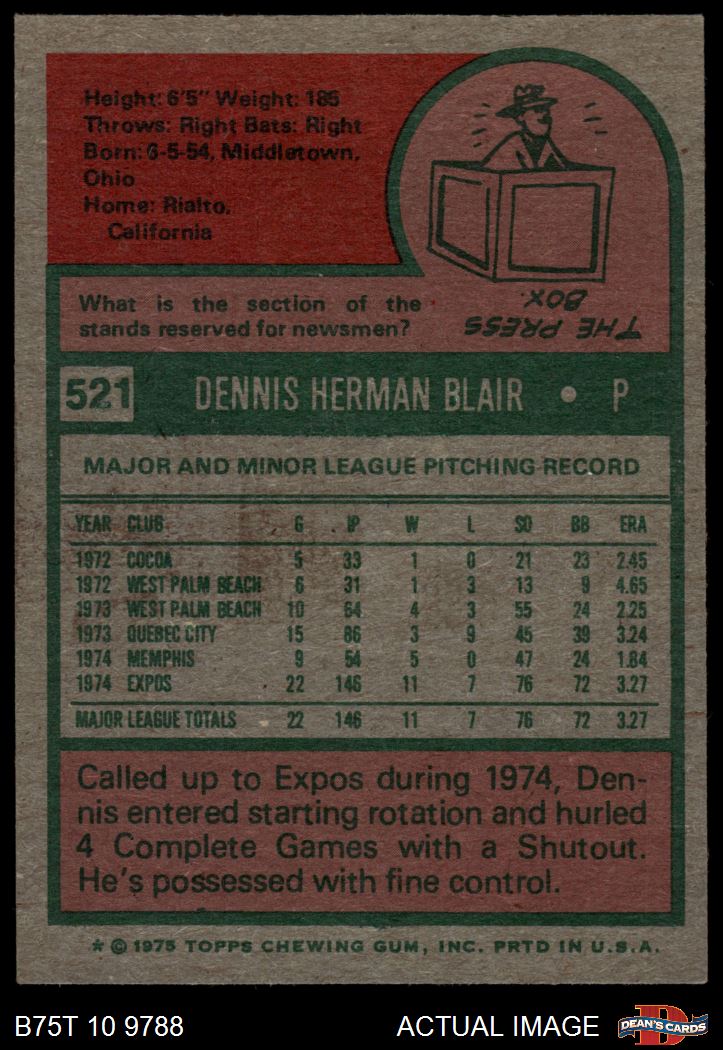 Height: 6'5" Weight: 185
Throws: Right Bats: Right
Born: 6-5-54, Middletown,
Ohio
Home: Rialto,
California
What is the section of the
stands reserved for newsmen?
THE PRESS
BOX.
521 DENNIS HERMAN BLAIR • P
MAJOR AND MINOR LEAGUE PITCHING RECORD
YEAR CLUB G IP W L SO BB ERA
1972 COCOA 5 33 1 0 21 23 2.45
1972 WEST PALM BEACH 6 31 1 3 13 9 4.65
1973 WEST PALM BEACH 10 64 4 3 55 24 2.25
1973 QUEBEC CITY 15 86 3 9 45 39 3.24
1974 MEMPHIS 9 54 5 0 47 24 1.84
1974 EXPOS 22 146 11 7 76 72 3.27
MAJOR LEAGUE TOTALS 22 146 11 7 76 72 3.27
Called up to Expos during 1974, Den-
nis entered starting rotation and hurled
4 Complete Games with a Shutout.
He's possessed with fine control.
* © 1975 TOPPS CHEWING GUM, INC. PRTD IN U.S.A.
B75T 10 9788 ACTUAL IMAGE D DEAN'S CARDS